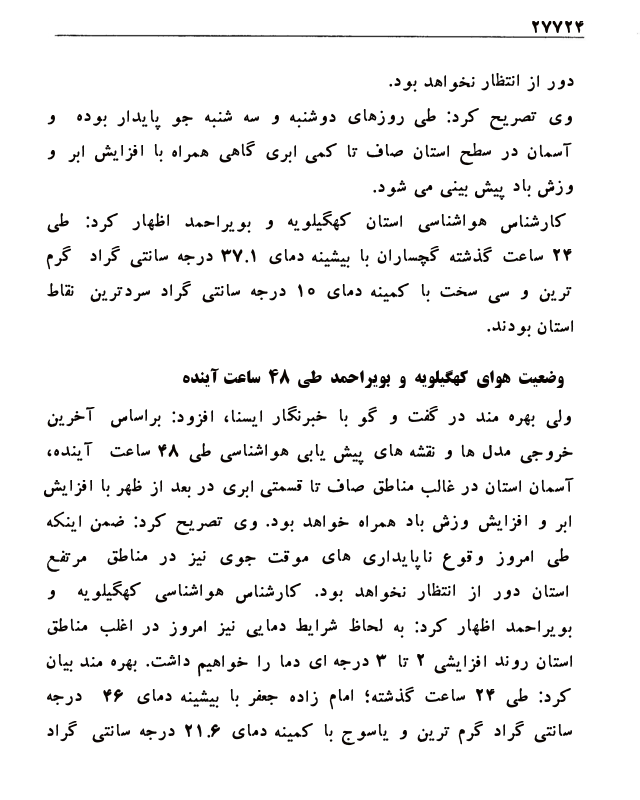 ۲۷۷۲۴
دور از انتظار نخواهد بود.
وی تصریح کرد: طی روزهای دوشنبه و سه شنبه جو پایدار بوده و
آسمان در سطح استان صاف تا کمی ابری گاهی همراه با افزایش ابر و
وزش باد پیش بینی می شود.
کارشناس هواشناسی استان کهگیلویه و بویراحمد اظهار کرد: طی
۲۴ ساعت گذشته گچساران با بیشینه دمای ۳۷.۱ درجه سانتی گراد گرم
ترین و سی سخت با کمینه دمای ۱۰ درجه سانتی گراد سردترین نقاط
استان بودند.
وضعیت هوای کهگیلویه و بویراحمد طی ۴۸ ساعت آینده
ولی بهره مند در گفت و گو با خبرنگار ایسنا، افزود: براساس آخرین
خروجی مدل ها و نقشه های پیش یابی هواشناسی طی ۴۸ ساعت آینده،
آسمان استان در غالب مناطق صاف تا قسمتی ابری در بعد از ظهر با افزایش
ابر و افزایش وزش باد همراه خواهد بود. وی تصریح کرد: ضمن اینکه
طی امروز وقوع ناپایداری های موقت جوی نیز در مناطق مرتفع
استان دور از انتظار نخواهد بود. کارشناس هواشناسی کهگیلویه و
بویراحمد اظهار کرد: به لحاظ شرایط دمایی نیز امروز در اغلب مناطق
استان روند افزایشی ۲ تا ۳ درجه ای دما را خواهیم داشت. بهره مند بیان
کرد: طی ۲۴ ساعت گذشته؛ امام زاده جعفر با بیشینه دمای ۴۶ درجه
سانتی گراد گرم ترین و یاسوج با کمینه دمای ۲۱.۶ درجه سانتی گراد